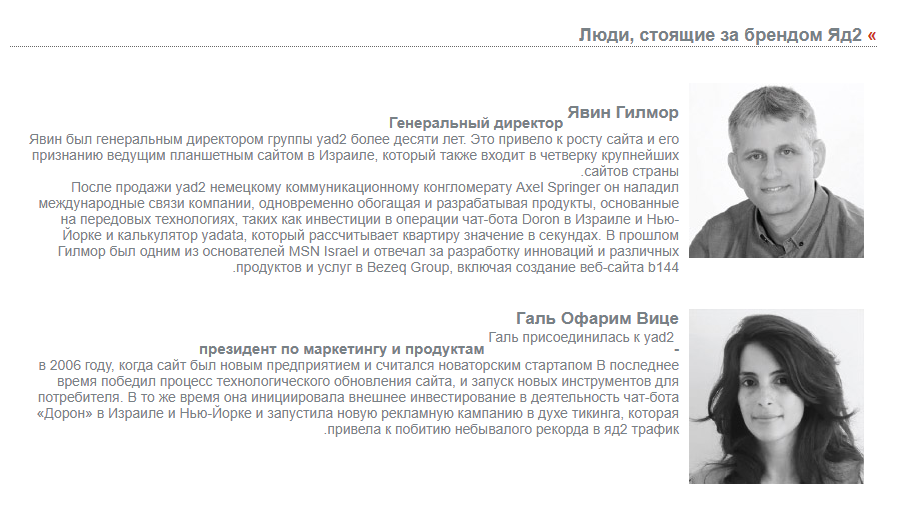 Люди, стоящие за брендом Яд2 »
Явин Гилмор
Генеральный директор
Явин был генеральным директором группы yad2 более десяти лет. Это привело к росту сайта и его
признанию ведущим планшетным сайтом в Израиле, который также входит в четверку крупнейших
.сайтов страны
После продажи yad2 немецкому коммуникационному конгломерату Axel Springer он наладил
международные связи компании, одновременно обогащая и разрабатывая продукты, основанные
на передовых технологиях, таких как инвестиции в операции чат-бота Doron в Израиле и Нью-
Йорке и калькулятор yadata, который рассчитывает квартиру значение в секундах. В прошлом
Гилмор был одним из основателей MSN Israel и отвечал за разработку инноваций и различных
.продуктов и услуг в Bezeq Group, включая создание веб-сайта b144
Галь Офарим Вице
Галь присоединилась к yad2
президент по маркетингу и продуктам -
в 2006 году, когда сайт был новым предприятием и считался новаторским стартапом В последнее
время победил процесс технологического обновления сайта, и запуск новых инструментов для
потребителя. В то же время она инициировала внешнее инвестирование в деятельность чат-бота
«Дорон» в Израиле и Нью-Йорке и запустила новую рекламную кампанию в духе тикинга, которая
.привела к побитию небывалого рекорда в яд2 трафик